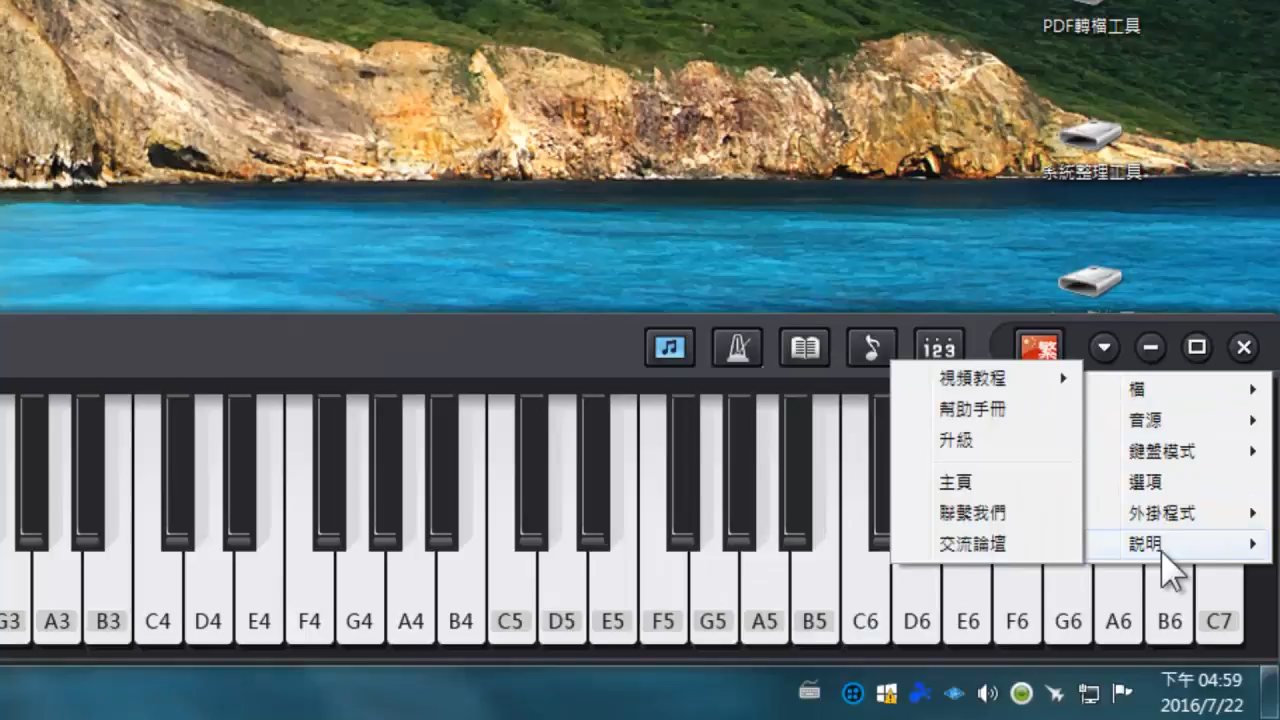 PDF轉檔工具
系統整理工具
123
繁
視頻教程
幫助手冊
升級
主頁
聯繫我們
交流論壇
檔
音源
鍵盤模式
選項
外掛程式
説明
G3 A3 B3 C4 D4 E4 F4 G4 A4 B4 C5 D5 E5 F5 G5 A5 B5 C6 D6 E6 F6 G6 A6 B6 C7
下午 04:59
2016/7/22